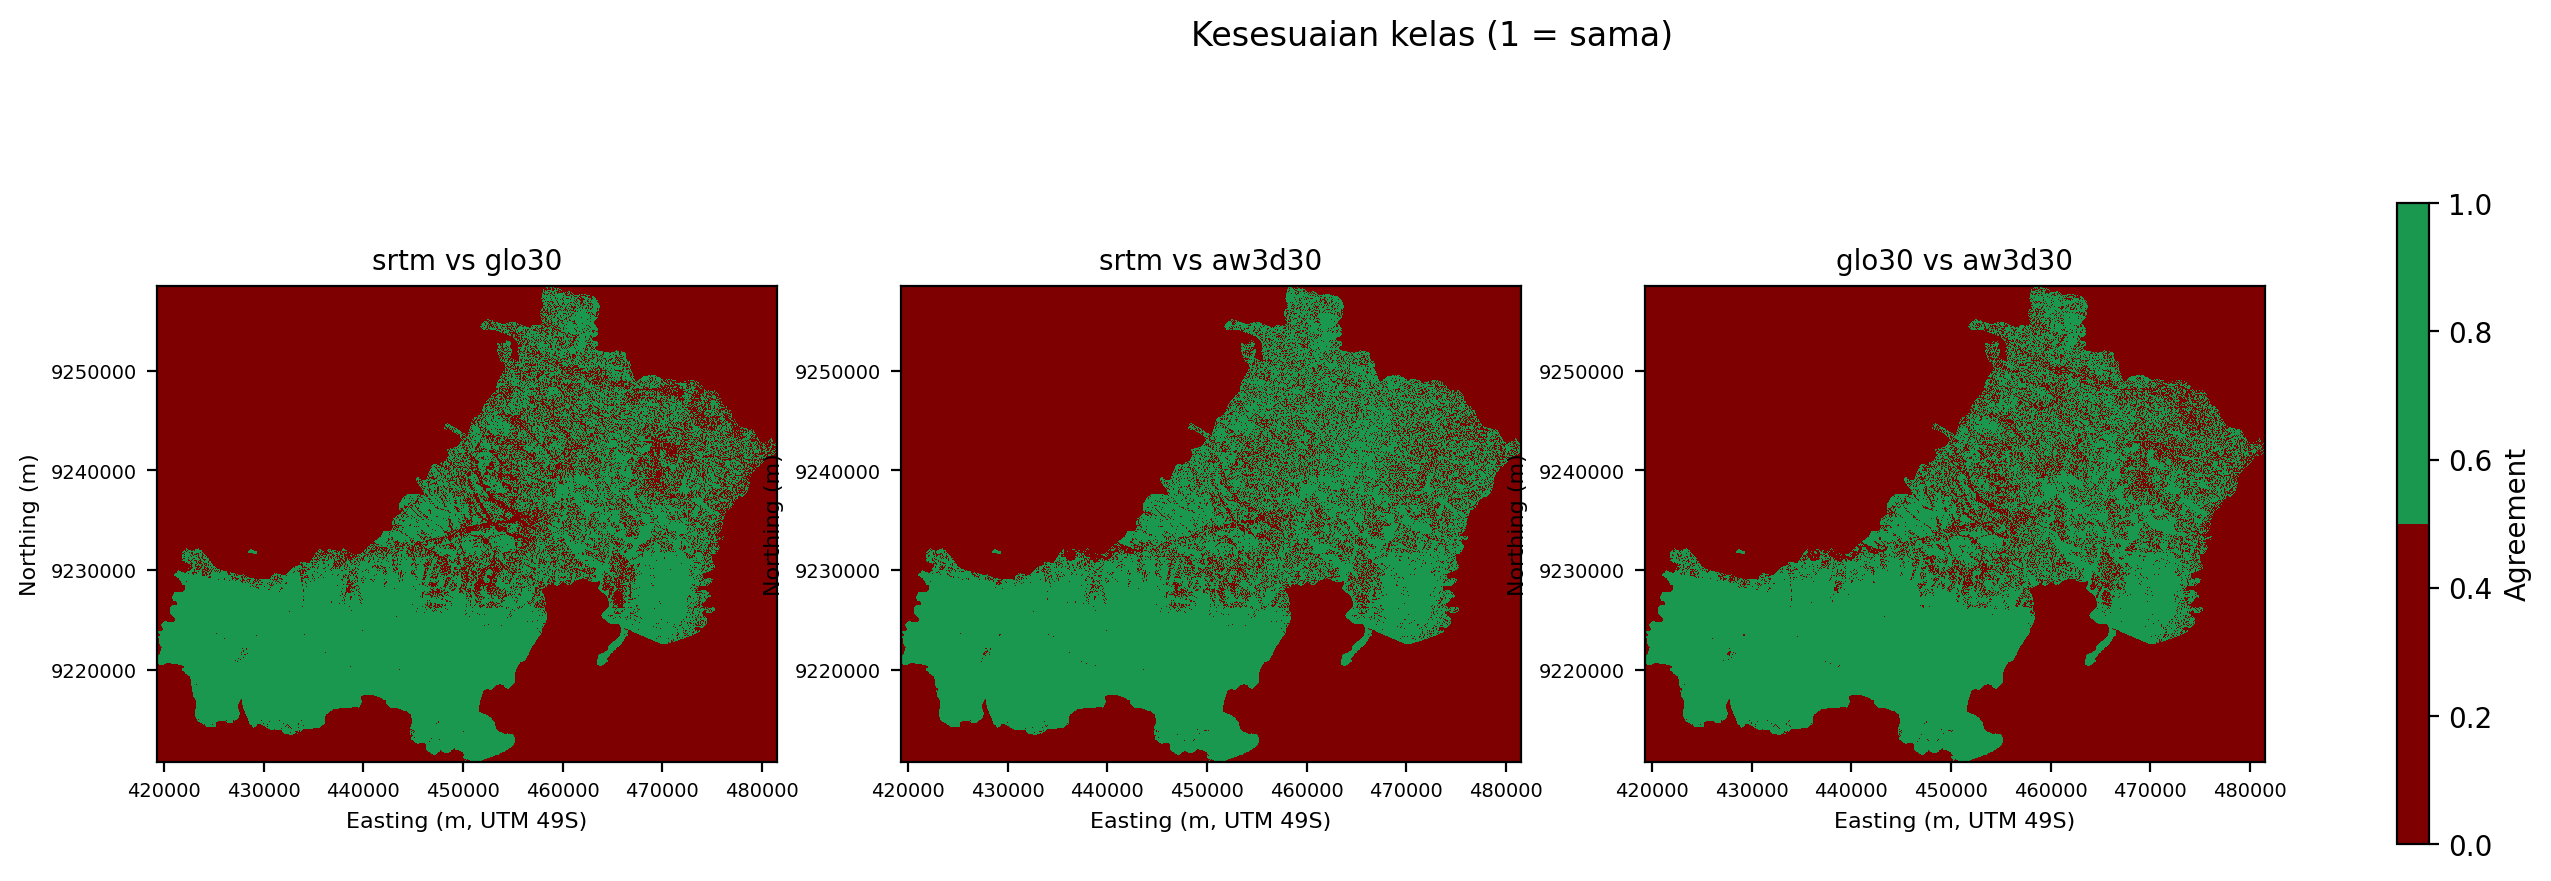 Kesesuaian kelas (1 = sama)
srtm vs glo30
srtm vs aw3d30
glo30 vs aw3d30
Northing (m)
9250000
9240000
9230000
9220000
420000 430000 440000 450000 460000 470000 480000
Easting (m, UTM 49S)
Northing (m)
9250000
9240000
9230000
9220000
420000 430000 440000 450000 460000 470000 480000
Easting (m, UTM 49S)
Northing (m)
9250000
9240000
9230000
9220000
420000 430000 440000 450000 460000 470000 480000
Easting (m, UTM 49S)
1.0
0.8
0.6
0.4
0.2
0.0
Agreement